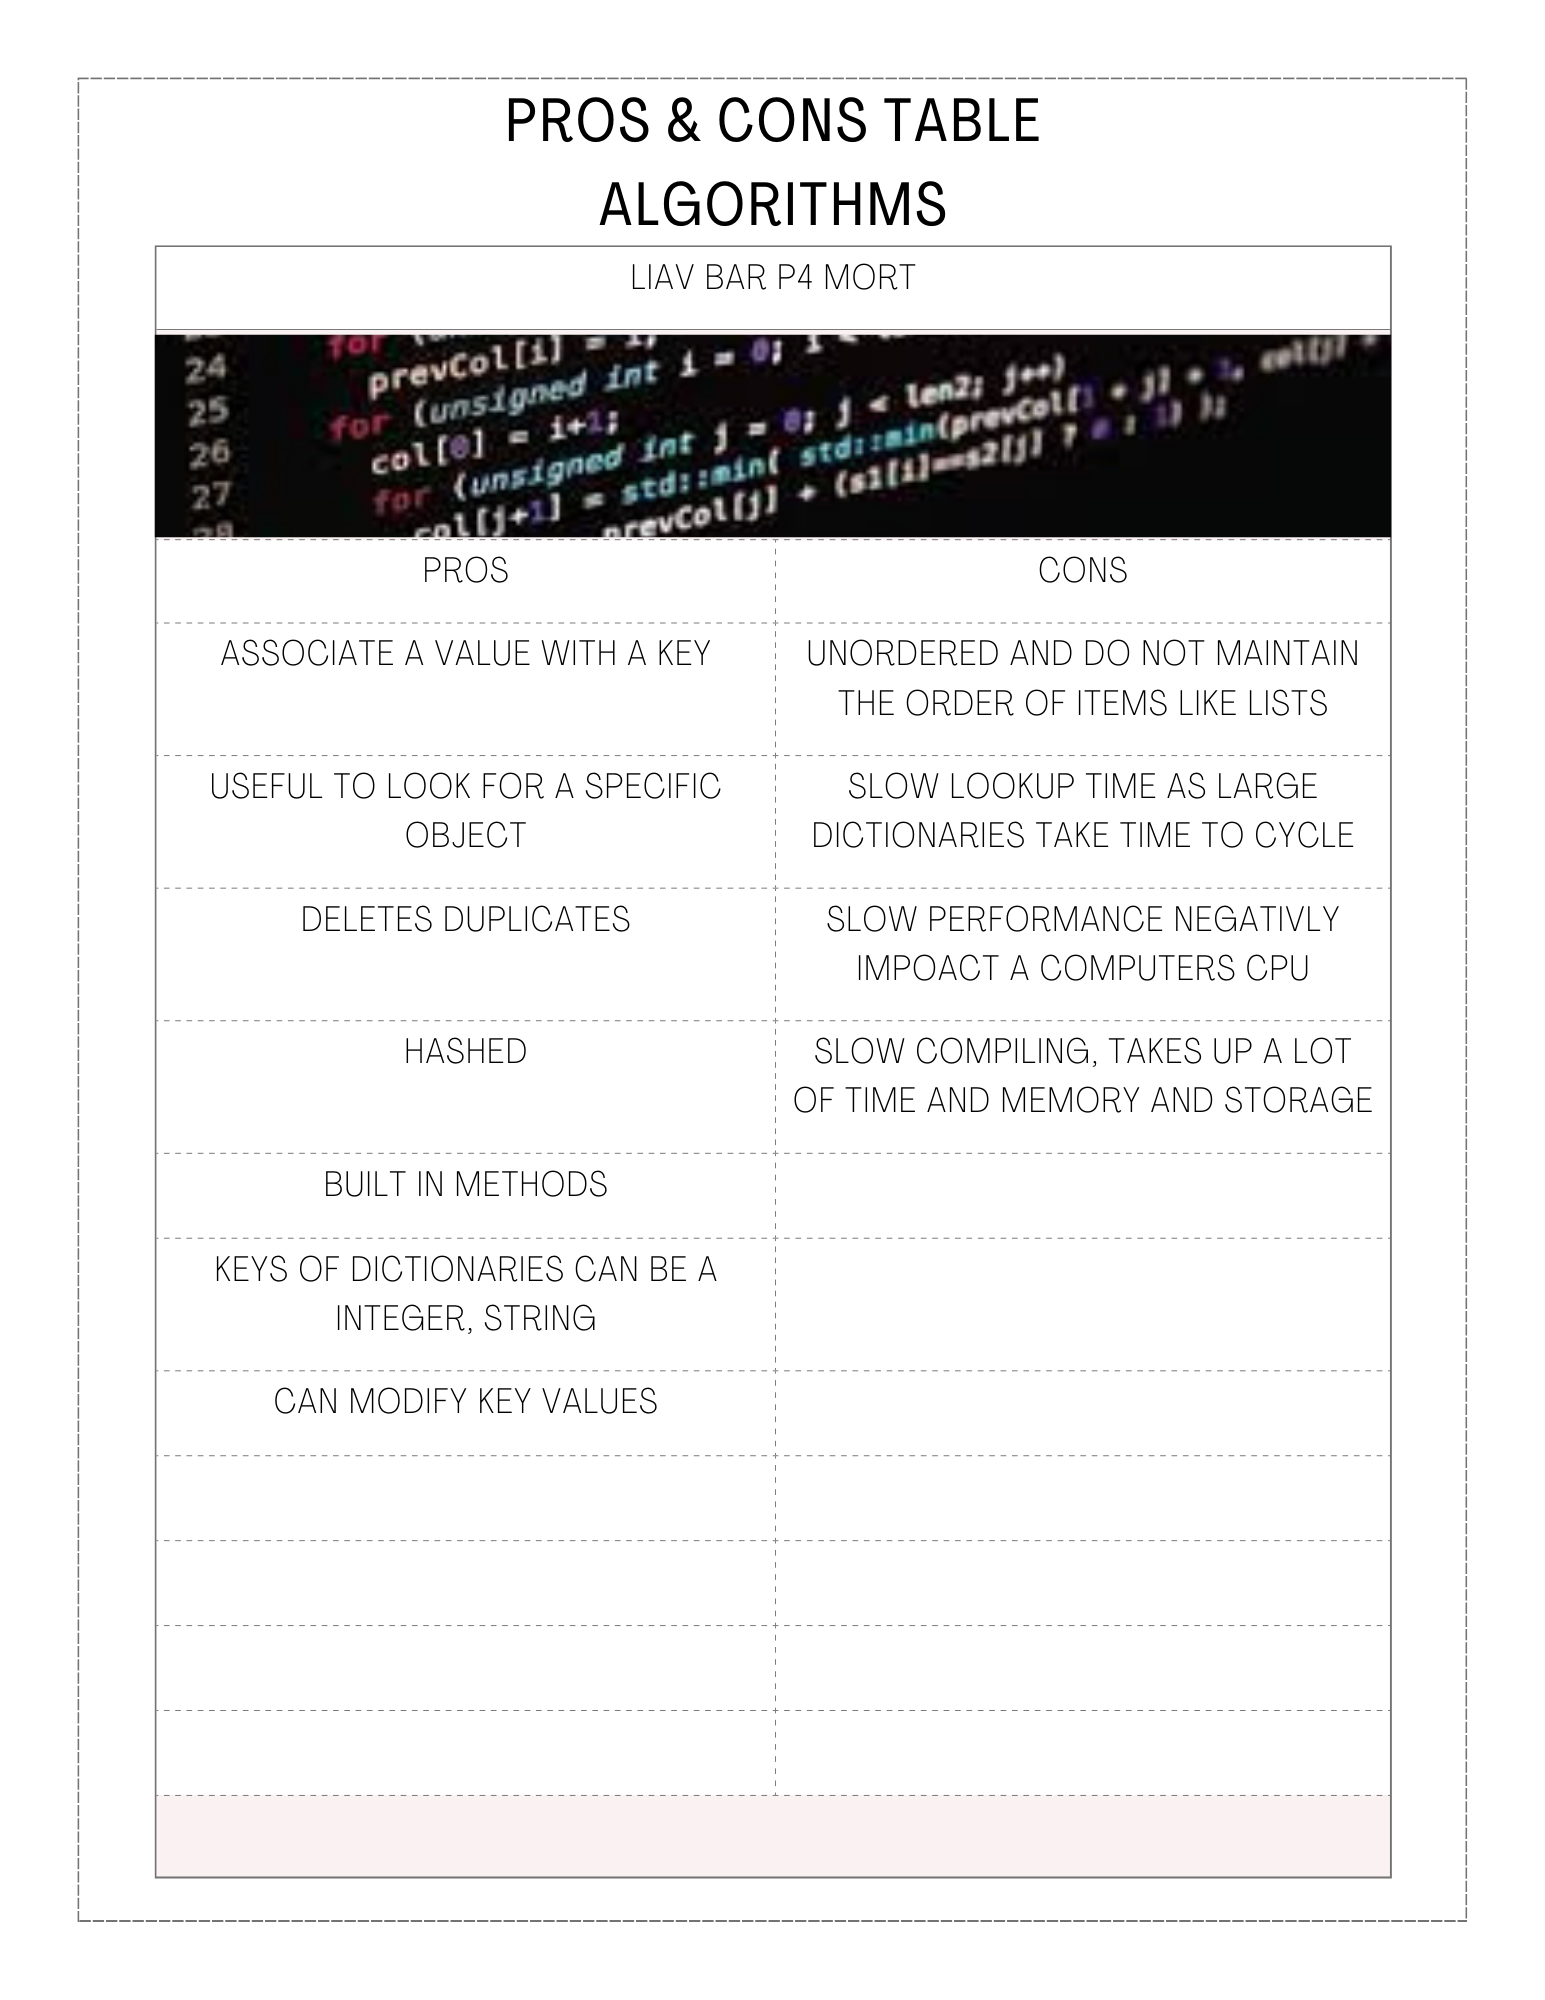 PROS & CONS TABLE
ALGORITHMS
LIAV BAR P4 MORT
24
prevCol[i] = i;
25
for (unsigned int i = 0; i <
26
col[0] = i+1;
27
for (unsigned int j = 0; j < len2; j++)
col[j+1] = std::min( std::min(prevCol[1 + j] + 1, col[j] +
prevCol[j] + (s1[i]==s2[j] ? 0 : 1) );
PROS
CONS
ASSOCIATE A VALUE WITH A KEY
UNORDERED AND DO NOT MAINTAIN
THE ORDER OF ITEMS LIKE LISTS
USEFUL TO LOOK FOR A SPECIFIC
OBJECT
SLOW LOOKUP TIME AS LARGE
DICTIONARIES TAKE TIME TO CYCLE
DELETES DUPLICATES
SLOW PERFORMANCE NEGATIVLY
IMPOACT A COMPUTERS CPU
HASHED
SLOW COMPILING, TAKES UP A LOT
OF TIME AND MEMORY AND STORAGE
BUILT IN METHODS
KEYS OF DICTIONARIES CAN BE A
INTEGER, STRING
CAN MODIFY KEY VALUES